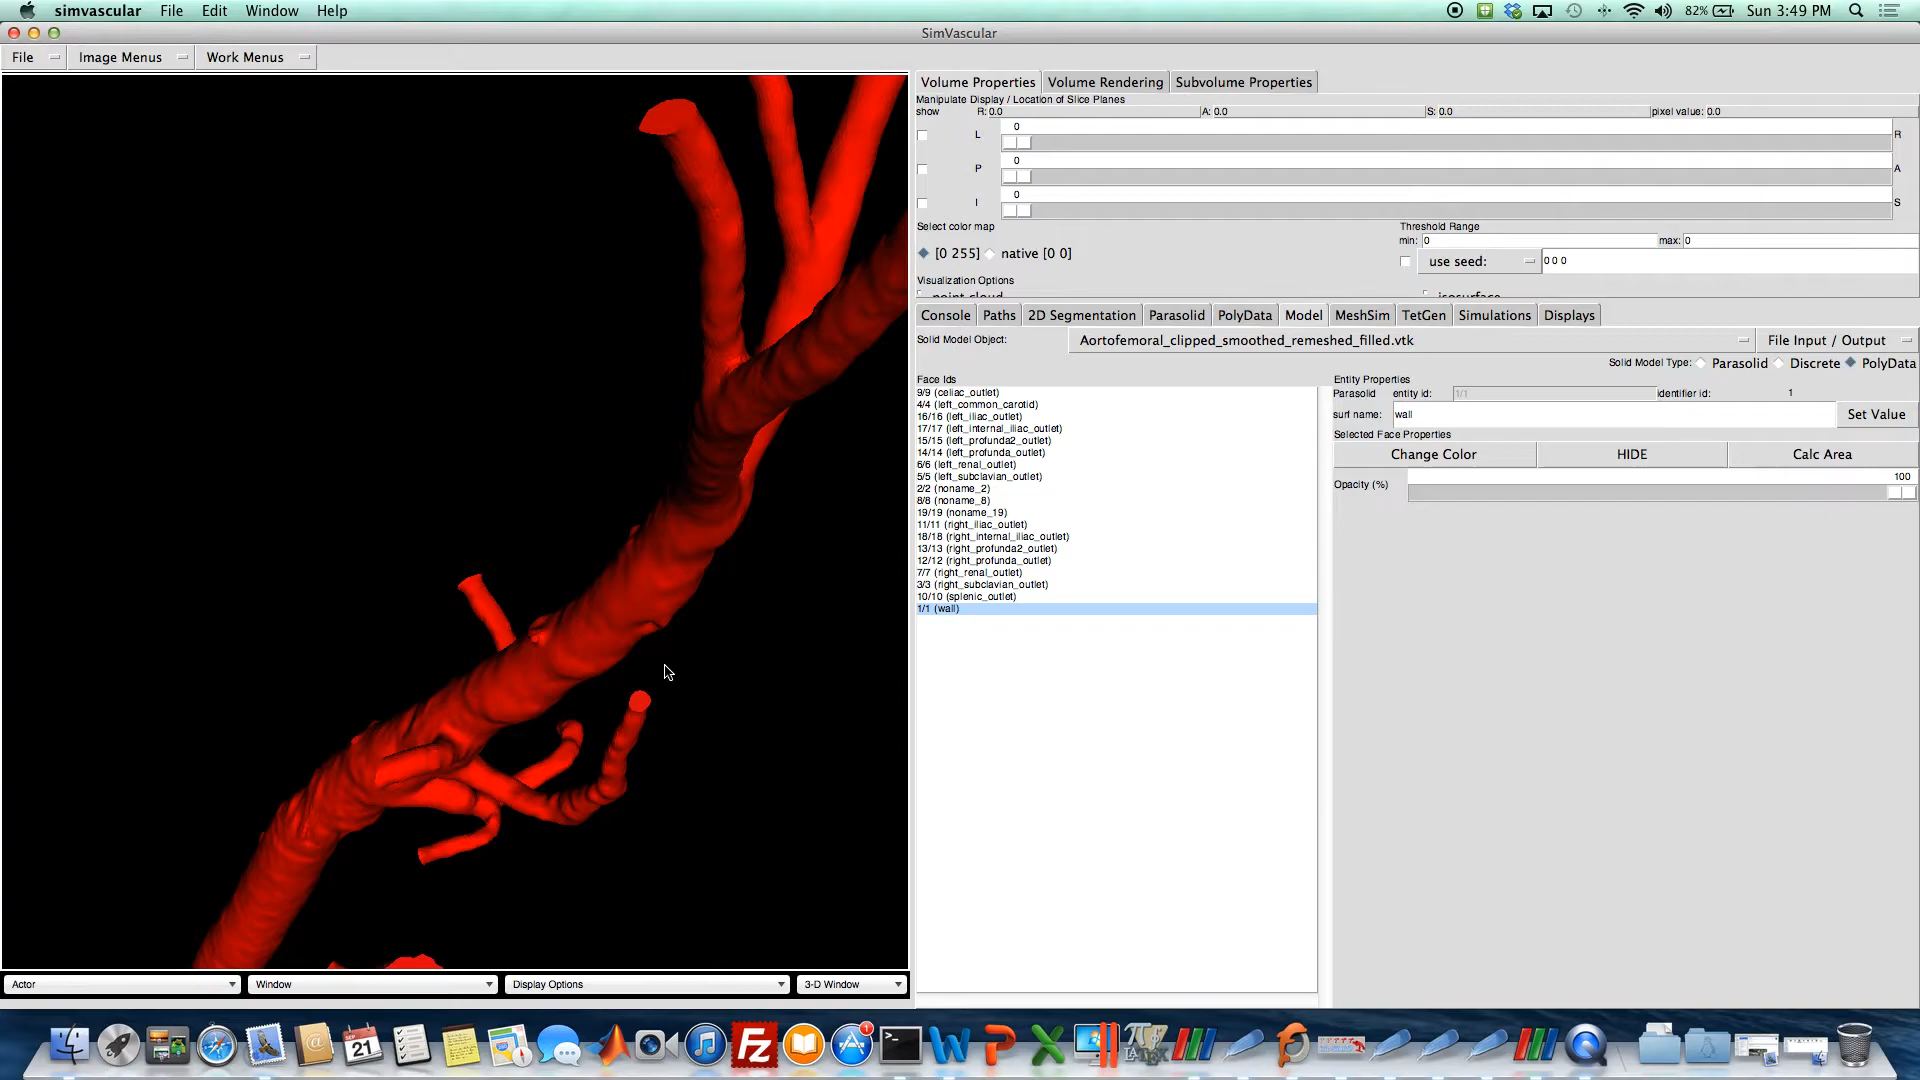 simvascular File Edit Window Help 82% Sun 3:49 PM
SimVascular
File Image Menus Work Menus
Volume Properties Volume Rendering Subvolume Properties
Manipulate Display / Location of Slice Planes
show R: 0.0 A: 0.0 S: 0.0 pixel value: 0.0
0
L R
0
P A
0
I S
Select color map Threshold Range
min: 0 max: 0
[0 255] native [0 0]
use seed: 0 0 0
Visualization Options
point cloud isosurface
Console Paths 2D Segmentation Parasolid PolyData Model MeshSim TetGen Simulations Displays
Solid Model Object: Aortofemoral_clipped_smoothed_remeshed_filled.vtk File Input / Output
Solid Model Type: Parasolid Discrete PolyData
Face Ids
9/9 (celiac_outlet)
4/4 (left_common_carotid)
16/16 (left_iliac_outlet)
17/17 (left_internal_iliac_outlet)
15/15 (left_profunda2_outlet)
14/14 (left_profunda_outlet)
6/6 (left_renal_outlet)
5/5 (left_subclavian_outlet)
2/2 (noname_2)
8/8 (noname_8)
19/19 (noname_19)
11/11 (right_iliac_outlet)
18/18 (right_internal_iliac_outlet)
13/13 (right_profunda2_outlet)
12/12 (right_profunda_outlet)
7/7 (right_renal_outlet)
3/3 (right_subclavian_outlet)
10/10 (splenic_outlet)
1/1 (wall)
Entity Properties
Parasolid entity id: 1/1 Identifier id: 1
surf name: wall Set Value
Selected Face Properties
Change Color HIDE Calc Area
100
Opacity (%)
Actor Window Display Options 3-D Window
SEP
21
1